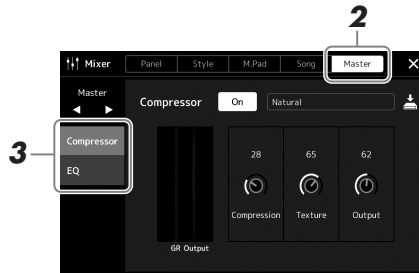 2
Mixer
Panel Style M.Pad Song Master
Master
Compressor On Natural
3
Compressor
EQ
28 65 62
Compression Texture Output
GR Output